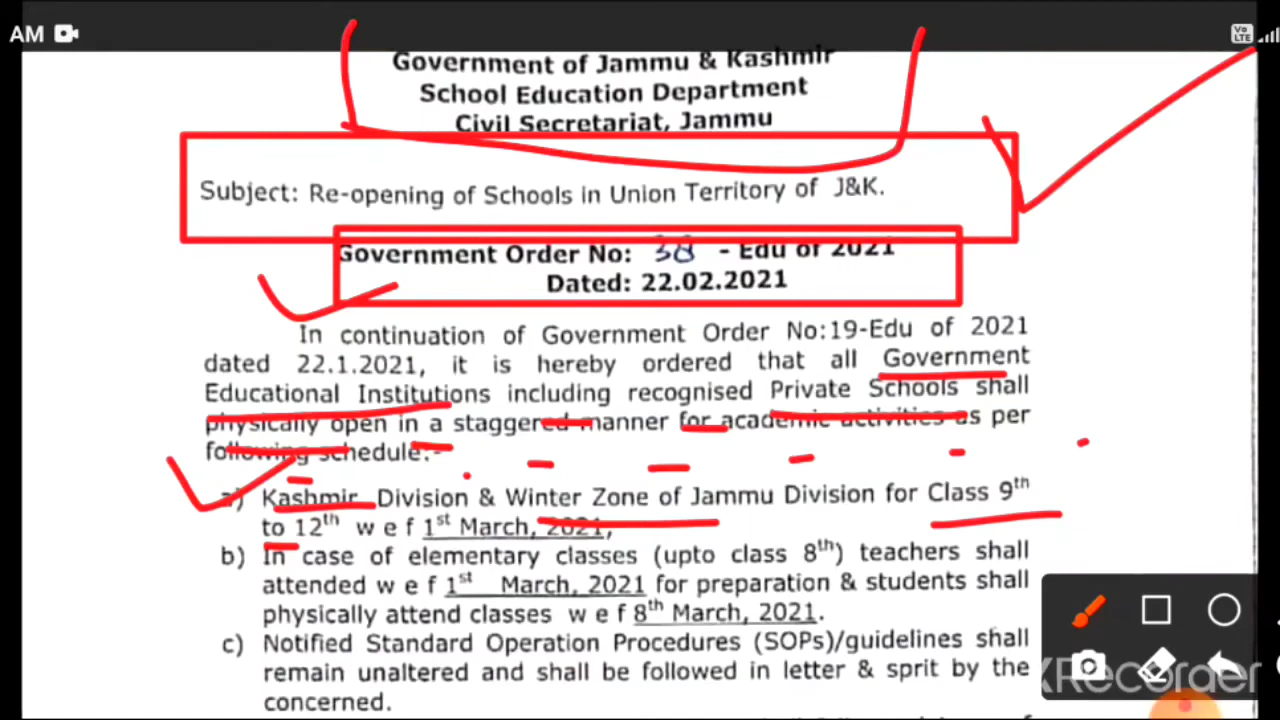 AM
Vo
LTE
Government of Jammu & Kashmir
School Education Department
Civil Secretariat, Jammu
Subject: Re-opening of Schools in Union Territory of J&K.
Government Order No: 38 - Edu of 2021
Dated: 22.02.2021
In continuation of Government Order No:19-Edu of 2021
dated 22.1.2021, it is hereby ordered that all Government
Educational Institutions including recognised Private Schools shall
physically open in a staggered manner for academic activities as per
following schedule:-
a) Kashmir Division & Winter Zone of Jammu Division for Class 9th
to 12th w e f 1st March, 2021,
b) In case of elementary classes (upto class 8th) teachers shall
attended w e f 1st March, 2021 for preparation & students shall
physically attend classes w e f 8th March, 2021.
c) Notified Standard Operation Procedures (SOPs)/guidelines shall
remain unaltered and shall be followed in letter & sprit by the
concerned.
XRecorder